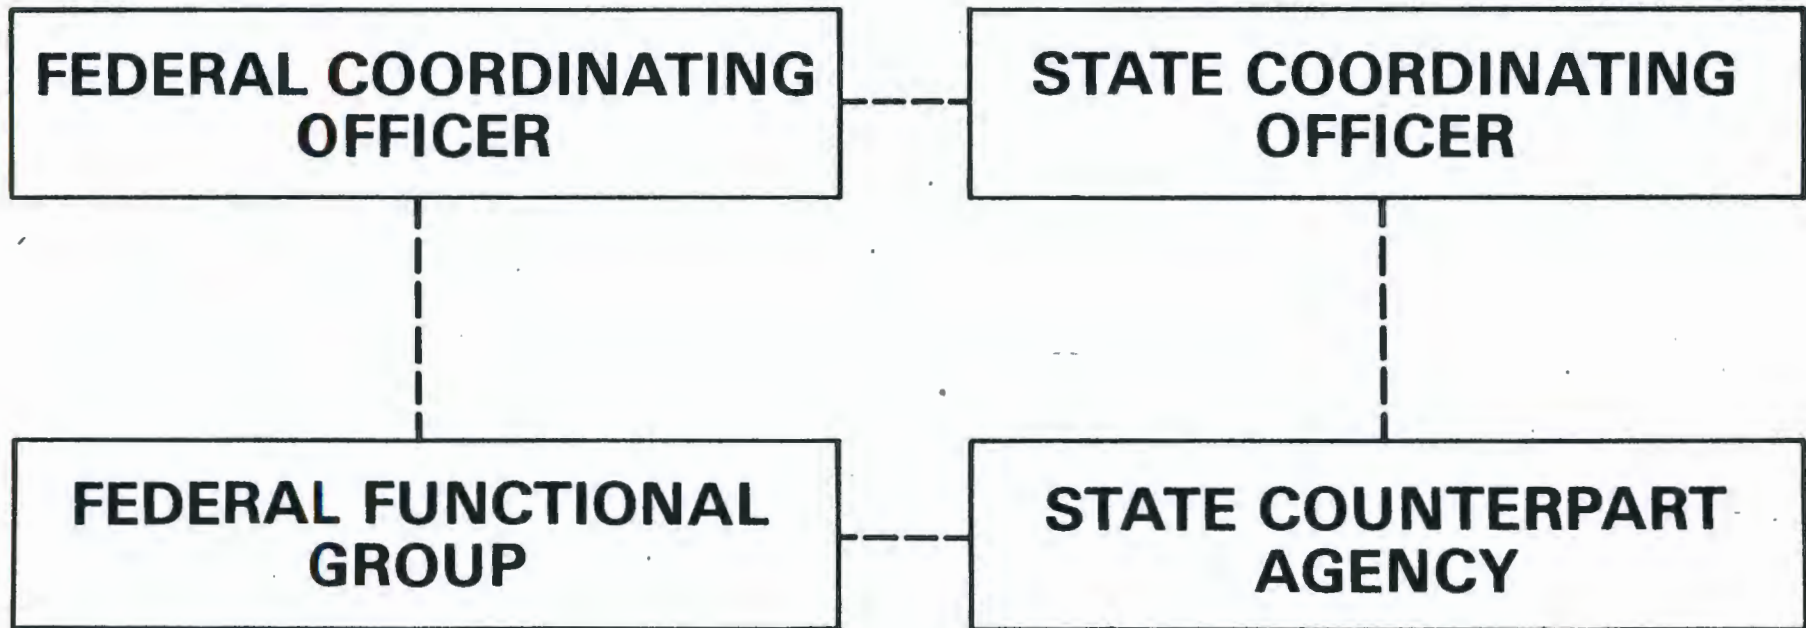 FEDERAL COORDINATING
OFFICER
STATE COORDINATING
OFFICER
FEDERAL FUNCTIONAL
GROUP
STATE COUNTERPART
AGENCY